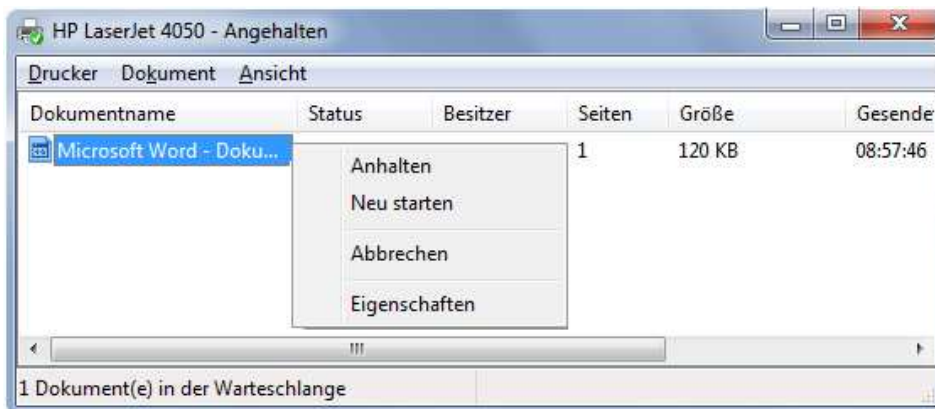 HP LaserJet 4050 - Angehalten
Drucker Dokument Ansicht
Dokumentname Status Besitzer Seiten Größe Gesende
Microsoft Word - Doku... 1 120 KB 08:57:46
Anhalten
Neu starten
Abbrechen
Eigenschaften
1 Dokument(e) in der Warteschlange